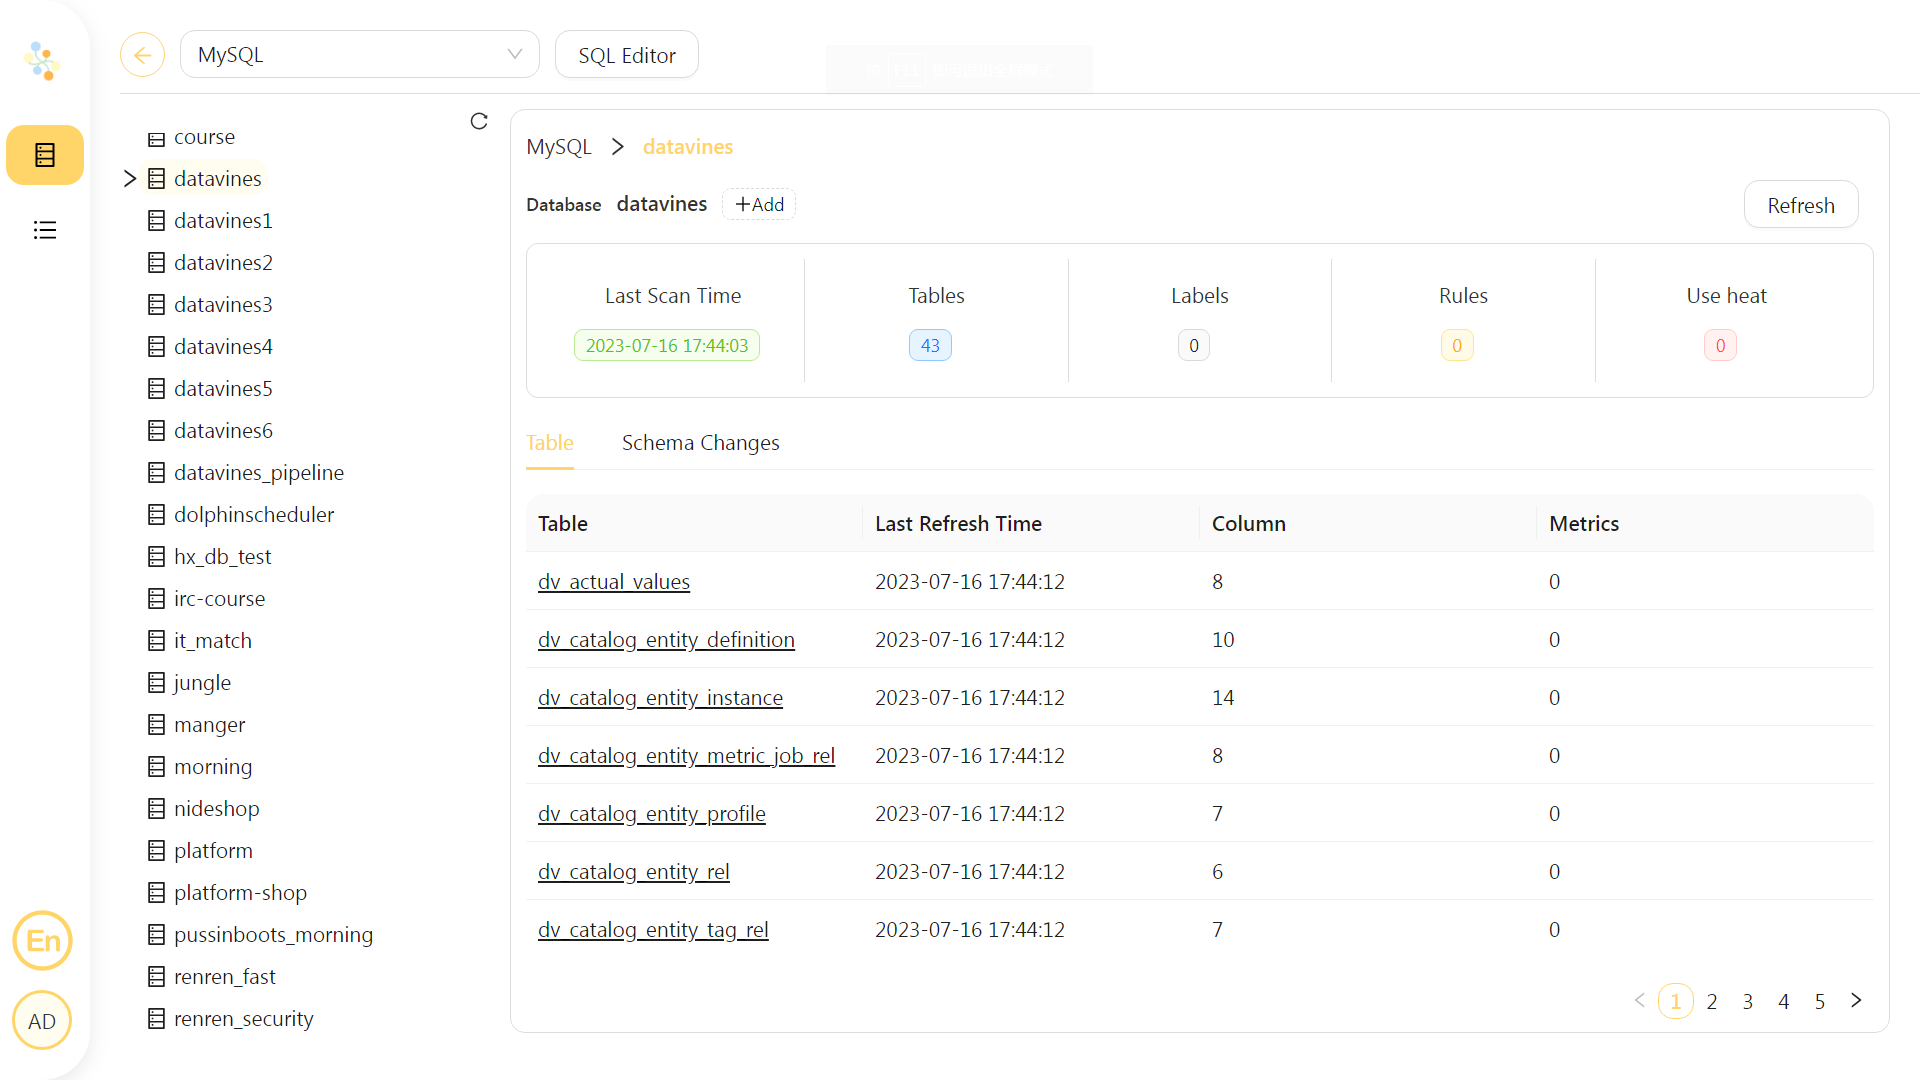 MySQL
SQL Editor
course
datavines
datavines1
datavines2
datavines3
datavines4
datavines5
datavines6
datavines_pipeline
dolphinscheduler
hx_db_test
irc-course
it_match
jungle
manger
morning
nideshop
platform
platform-shop
pussinboots_morning
renren_fast
renren_security
En
AD
MySQL > datavines
Database datavines +Add
Refresh
Last Scan Time Tables Labels Rules Use heat
2023-07-16 17:44:03 43 0 0 0
Table Schema Changes
Table Last Refresh Time Column Metrics
dv_actual_values 2023-07-16 17:44:12 8 0
dv_catalog_entity_definition 2023-07-16 17:44:12 10 0
dv_catalog_entity_instance 2023-07-16 17:44:12 14 0
dv_catalog_entity_metric_job_rel 2023-07-16 17:44:12 8 0
dv_catalog_entity_profile 2023-07-16 17:44:12 7 0
dv_catalog_entity_rel 2023-07-16 17:44:12 6 0
dv_catalog_entity_tag_rel 2023-07-16 17:44:12 7 0
< 1 2 3 4 5 >